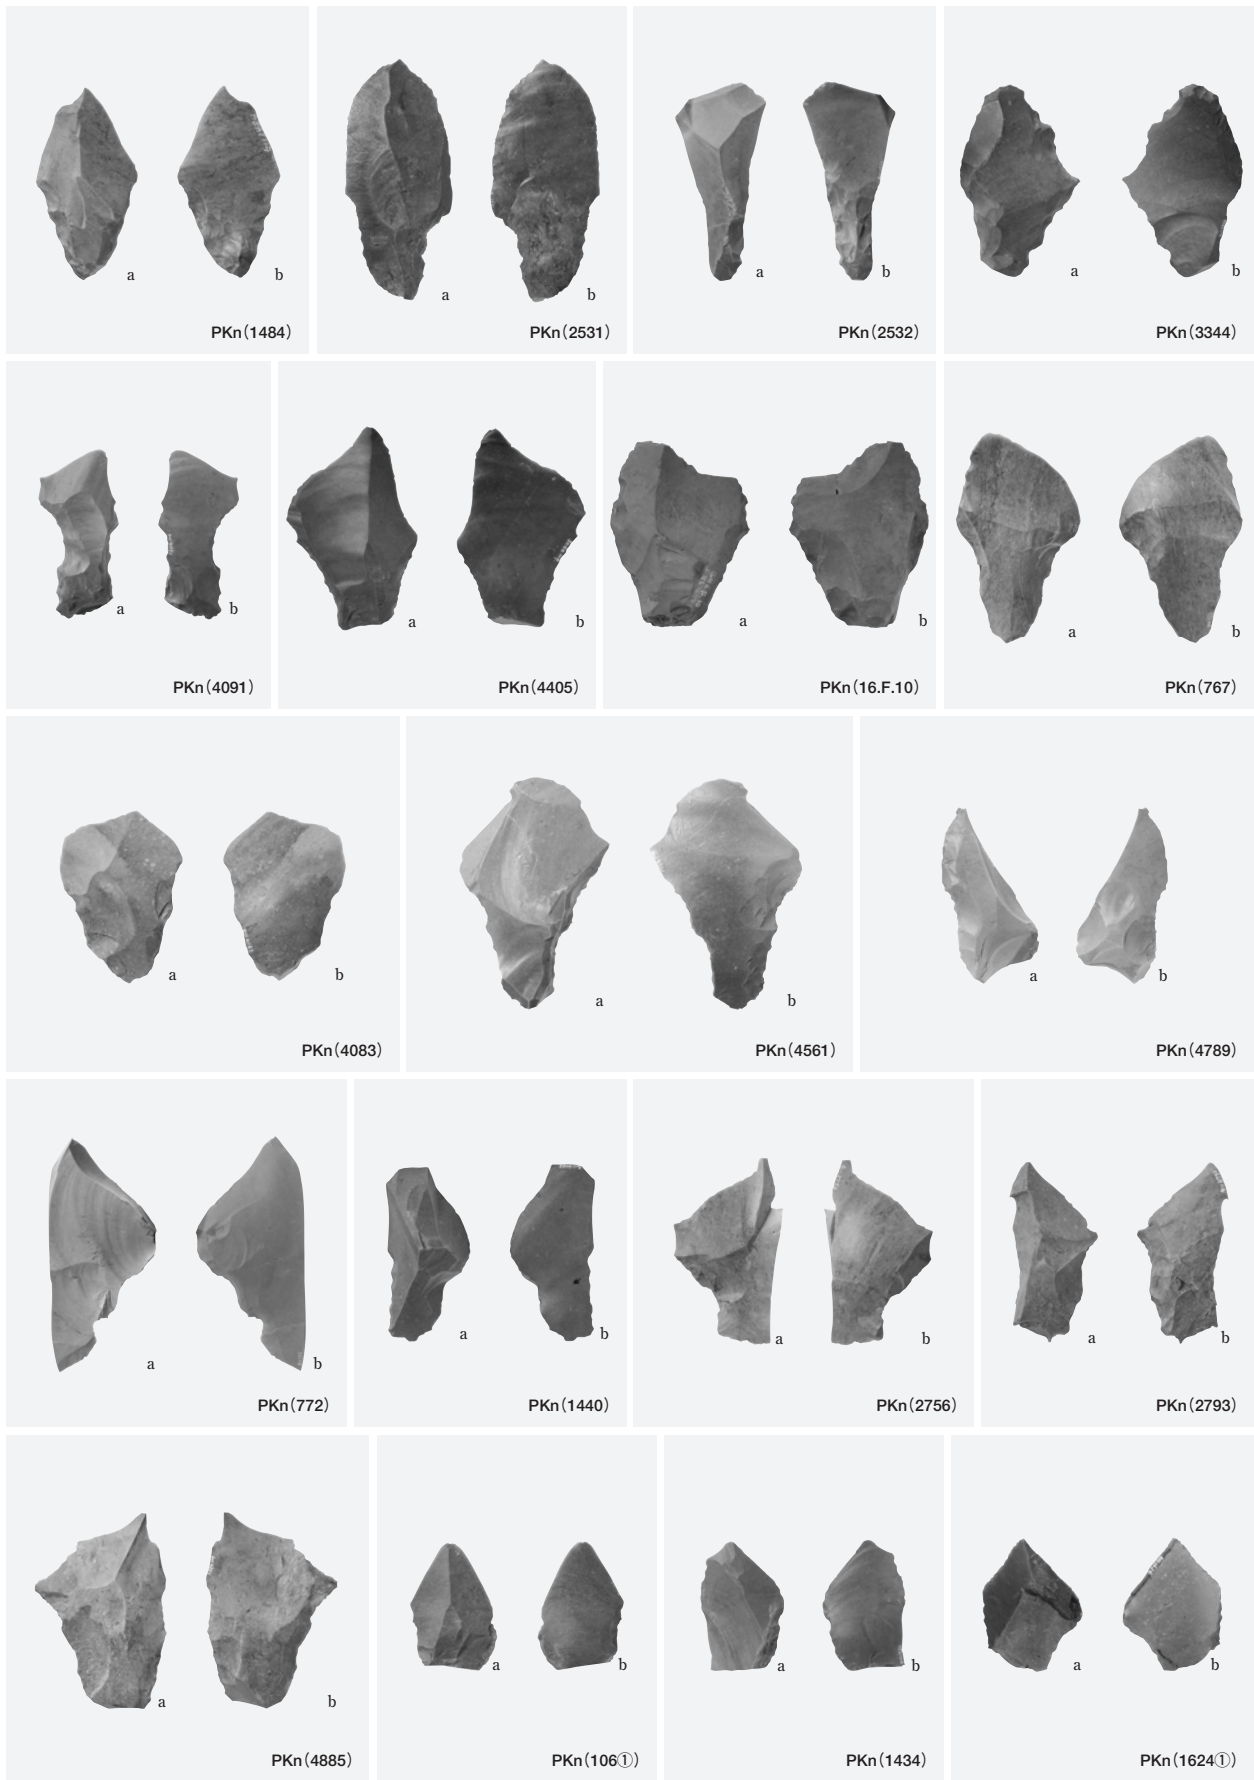 a b a b a b a b
PKn(1484) PKn(2531) PKn(2532) PKn(3344)
a b a b a b a b
PKn(4091) PKn(4405) PKn(16.F.10) PKn(767)
a b a b a b
PKn(4083) PKn(4561) PKn(4789)
a b a b a b a b
PKn(772) PKn(1440) PKn(2756) PKn(2793)
a b a b a b a b
PKn(4885) PKn(106①) PKn(1434) PKn(1624①)